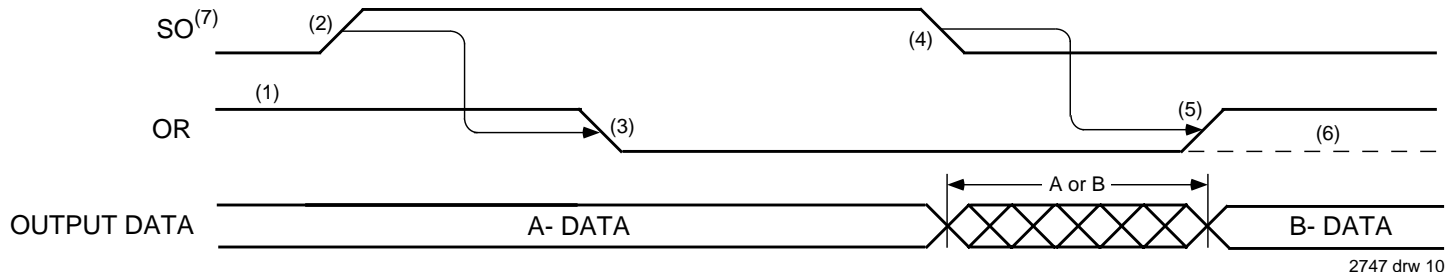 SO(7)
(2)
(4)
(1)
OR
(3)
(5)
(6)
A or B
OUTPUT DATA
A- DATA
B- DATA
2747 drw 10